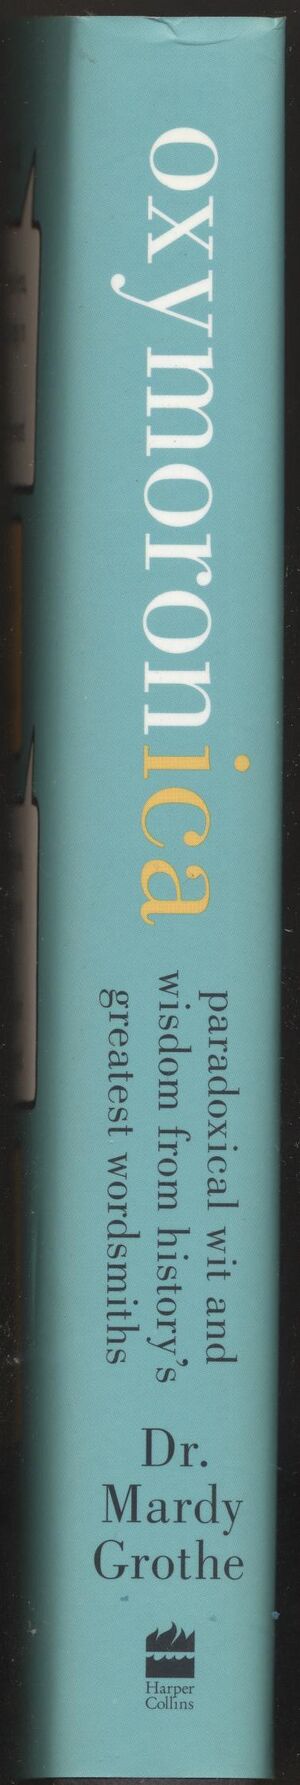 oxymoronica
paradoxical wit and
wisdom from history's
greatest wordsmiths
Dr.
Mardy
Grothe
Harper
Collins